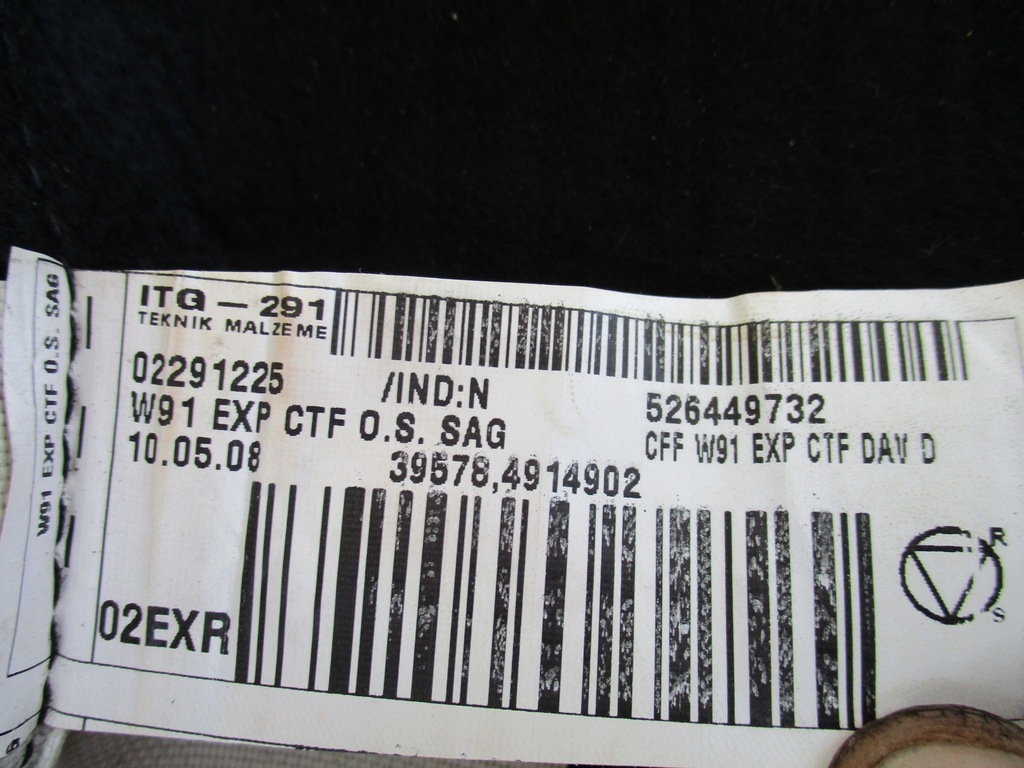 W91 EXP CTF O.S. SAG
ITG - 291
TEKNIK MALZEME
02291225 /IND:N 526449732
W91 EXP CTF O.S. SAG CFF W91 EXP CTF DAV D
10.05.08 39578,4914902
02EXR
R
S